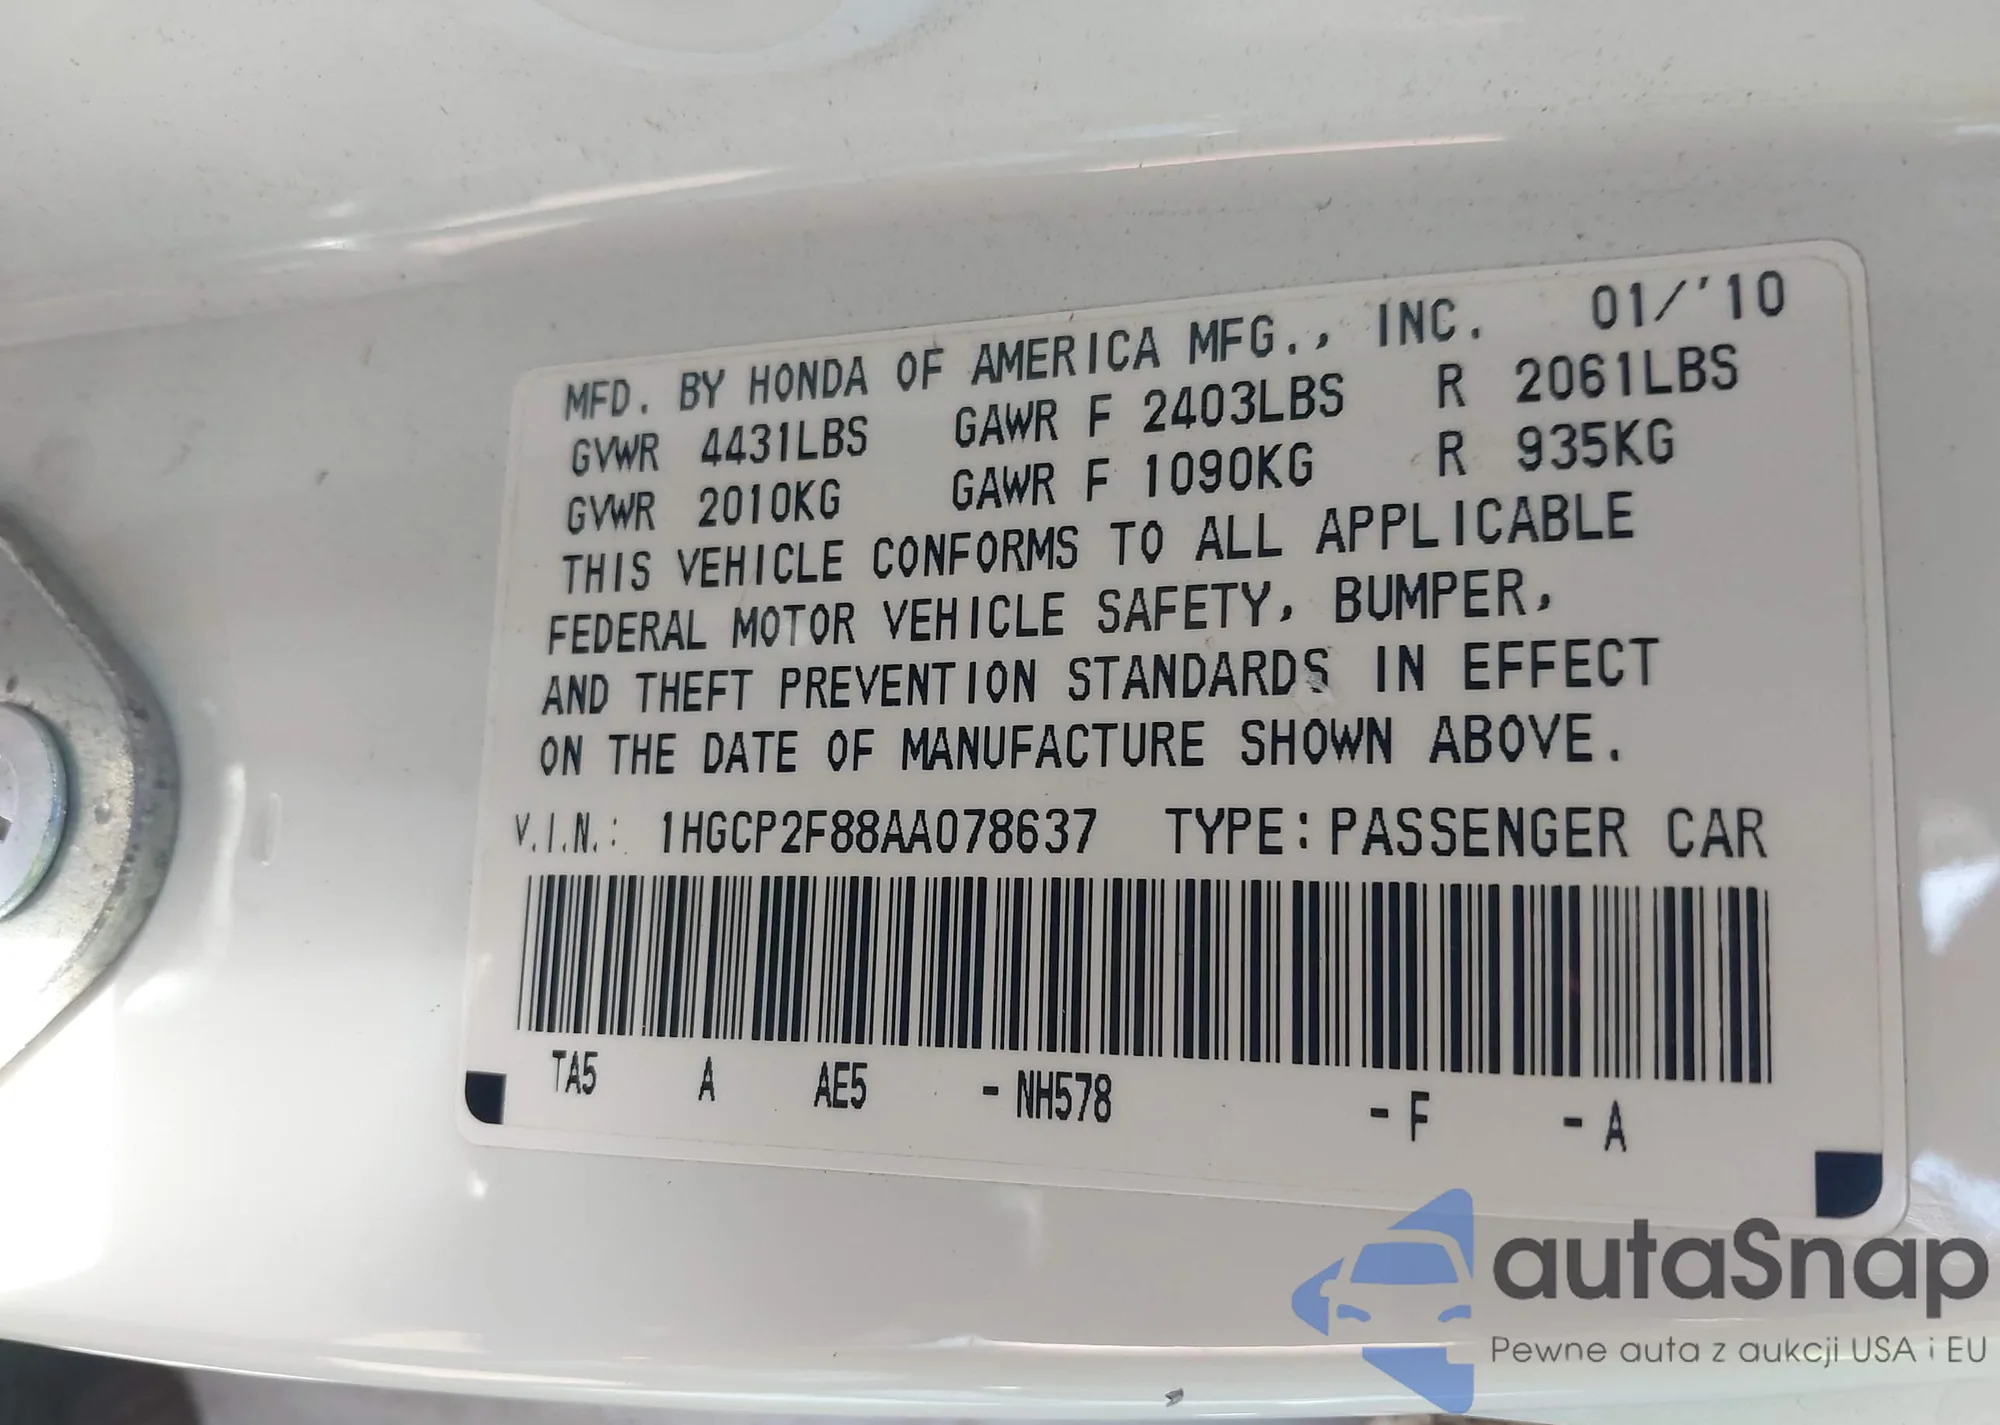 MFD. BY HONDA OF AMERICA MFG., INC. 01/'10
GVWR 4431LBS GAWR F 2403LBS R 2061LBS
GVWR 2010KG GAWR F 1090KG R 935KG
THIS VEHICLE CONFORMS TO ALL APPLICABLE
FEDERAL MOTOR VEHICLE SAFETY, BUMPER,
AND THEFT PREVENTION STANDARDS IN EFFECT
ON THE DATE OF MANUFACTURE SHOWN ABOVE.
V.I.N.: 1HGCP2F88AA078637 TYPE: PASSENGER CAR
TA5 A AE5 - NH578 - F - A
autaSnap
Pewne auta z aukcji USA i EU